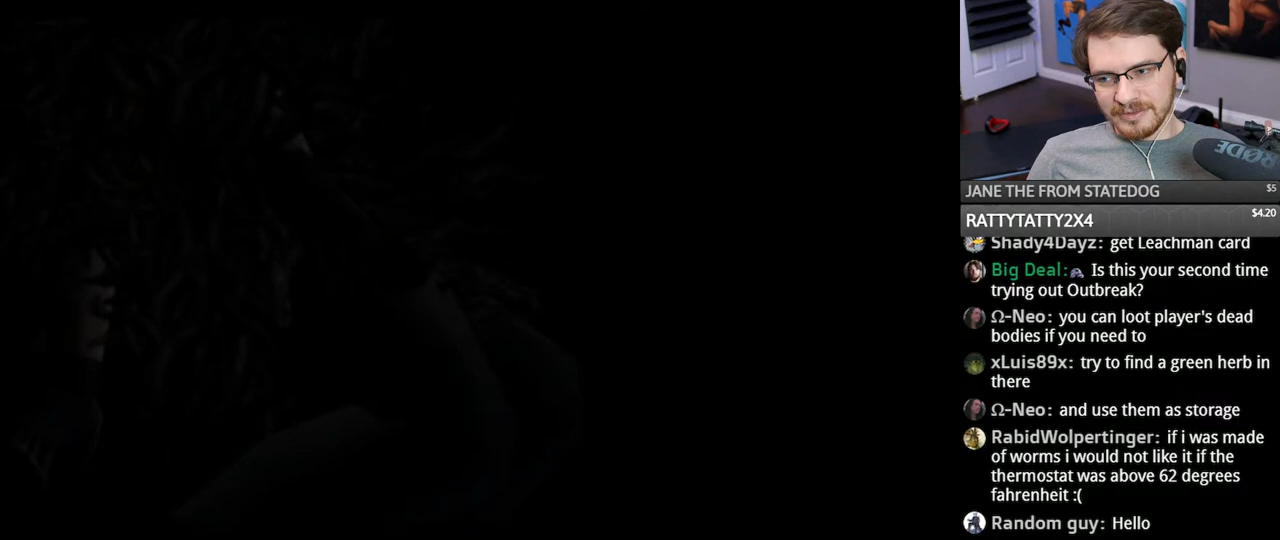 RØDE
JANE THE FROM STATEDOG
$5
RATTYTATTY2X4
$4.20
Shady4Dayz: get Leachman card
Big Deal: Is this your second time
trying out Outbreak?
Ω-Neo: you can loot player's dead
bodies if you need to
xLuis89x: try to find a green herb in
there
Ω-Neo: and use them as storage
RabidWolpertinger: if i was made
of worms i would not like it if the
thermostat was above 62 degrees
fahrenheit :(
Random guy: Hello